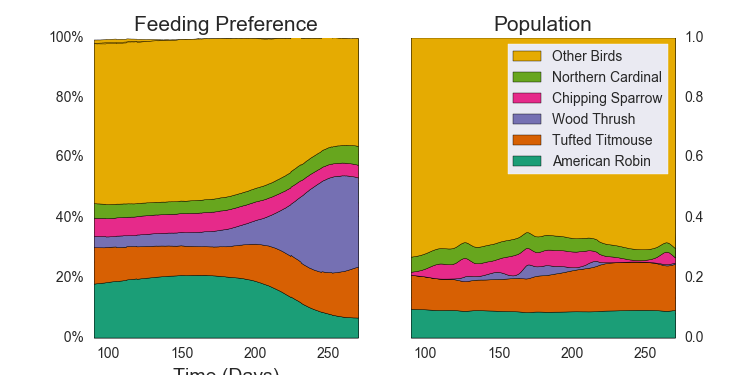 Feeding Preference
Population
100%
80%
60%
40%
20%
0%
100
150
200
250
Time (Days)
1.0
0.8
0.6
0.4
0.2
0.0
100
150
200
250
Other Birds
Northern Cardinal
Chipping Sparrow
Wood Thrush
Tufted Titmouse
American Robin